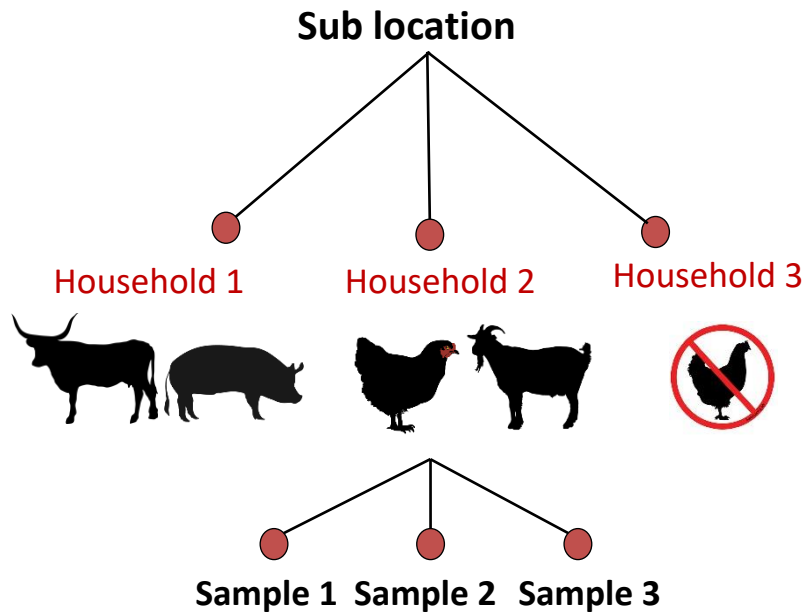 Sub location
Household 1
Household 2
Household 3
Sample 1
Sample 2
Sample 3